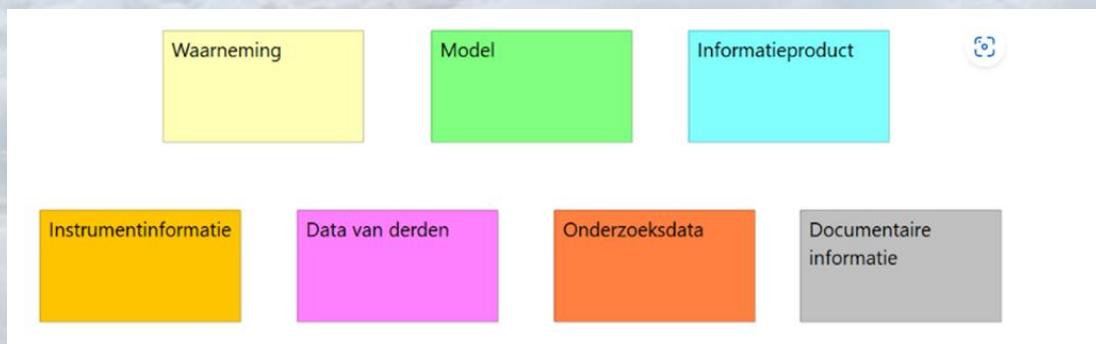 Waarneming
Model
Informatieproduct
Instrumentinformatie
Data van derden
Onderzoeksdata
Documentaire
informatie